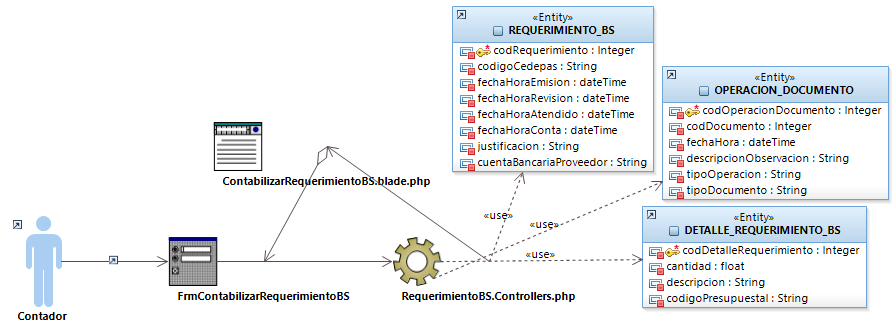 «Entity»
REQUERIMIENTO_BS
codRequerimiento : Integer
codigoCedepas : String
fechaHoraEmision : dateTime
fechaHoraRevision : dateTime
fechaHoraAtendido : dateTime
fechaHoraConta : dateTime
justificacion : String
cuentaBancariaProveedor : String
«Entity»
OPERACION_DOCUMENTO
codOperacionDocumento : Integer
codDocumento : Integer
fechaHora : dateTime
descripcionObservacion : String
tipoOperacion : String
tipoDocumento : String
ContabilizarRequerimientoBS.blade.php
«use»
«use»
«use»
«Entity»
DETALLE_REQUERIMIENTO_BS
codDetalleRequerimiento : Integer
cantidad : float
descripcion : String
codigoPresupuestal : String
Contador
FrmContabilizarRequerimientoBS
RequerimientoBS.Controllers.php